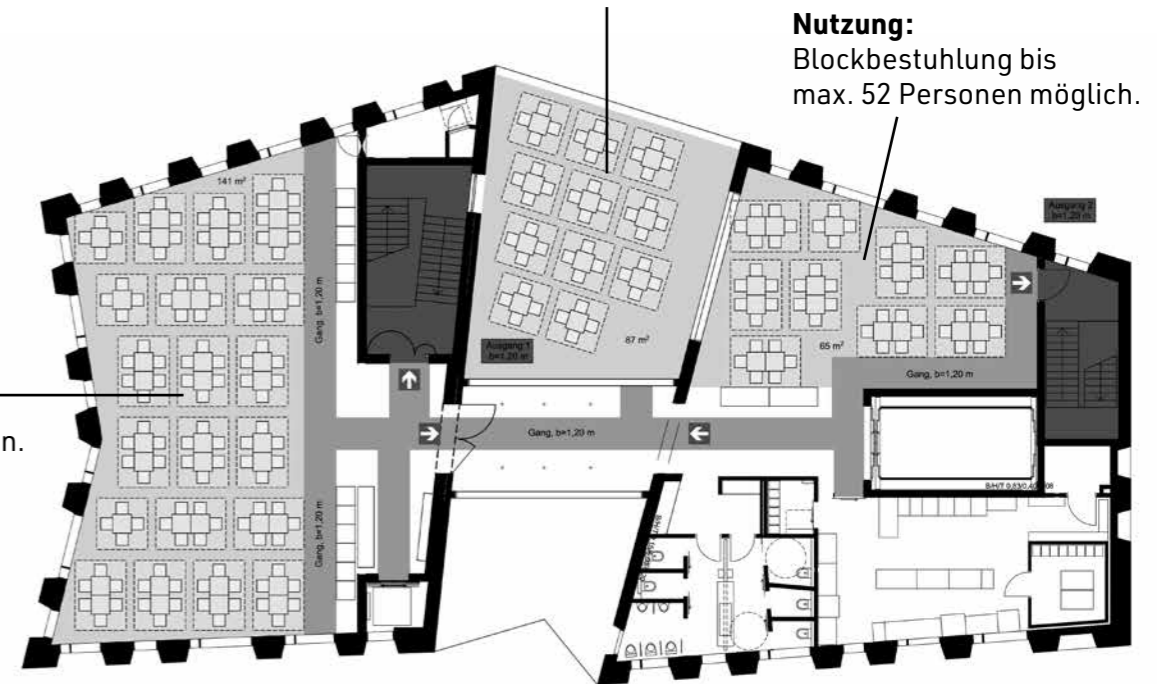 Nutzung:
Blockbestuhlung bis
max. 52 Personen möglich.
141 m²
Ausgang 2
b=1,20 m
Gang, b=1,20 m
Ausgang 1
b=1,20 m
87 m²
65 m²
Gang, b=1,20 m
n.
Gang, b=1,20 m
Gang, b=1,20 m